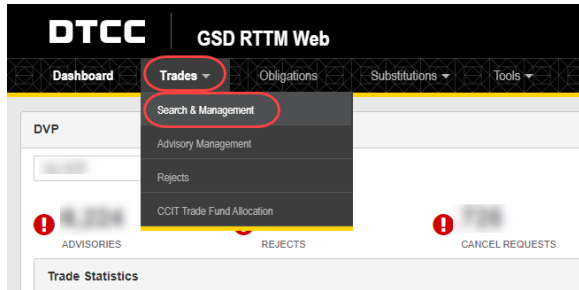 DTCC GSD RTTM Web
Dashboard Trades Obligations Substitutions Tools
Search & Management
DVP
Advisory Management
Rejects
CCIT Trade Fund Allocation
ADVISORIES REJECTS CANCEL REQUESTS
Trade Statistics